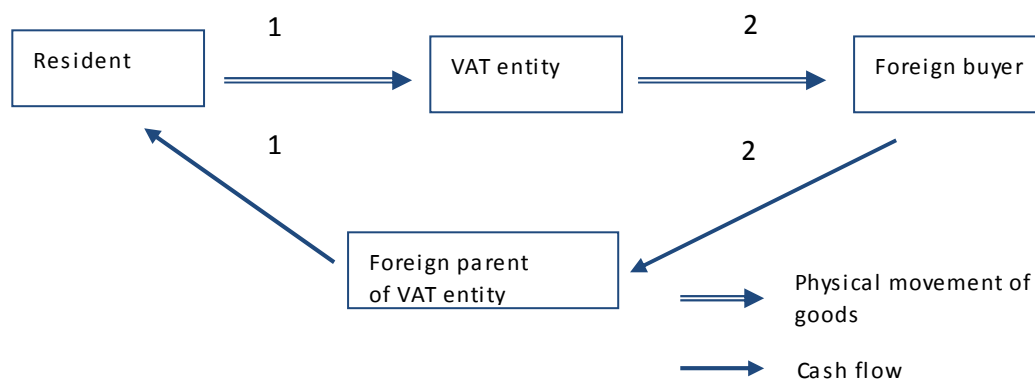 1
2
Resident
VAT entity
Foreign buyer
1
2
Foreign parent
of VAT entity
Physical movement of
goods
Cash flow